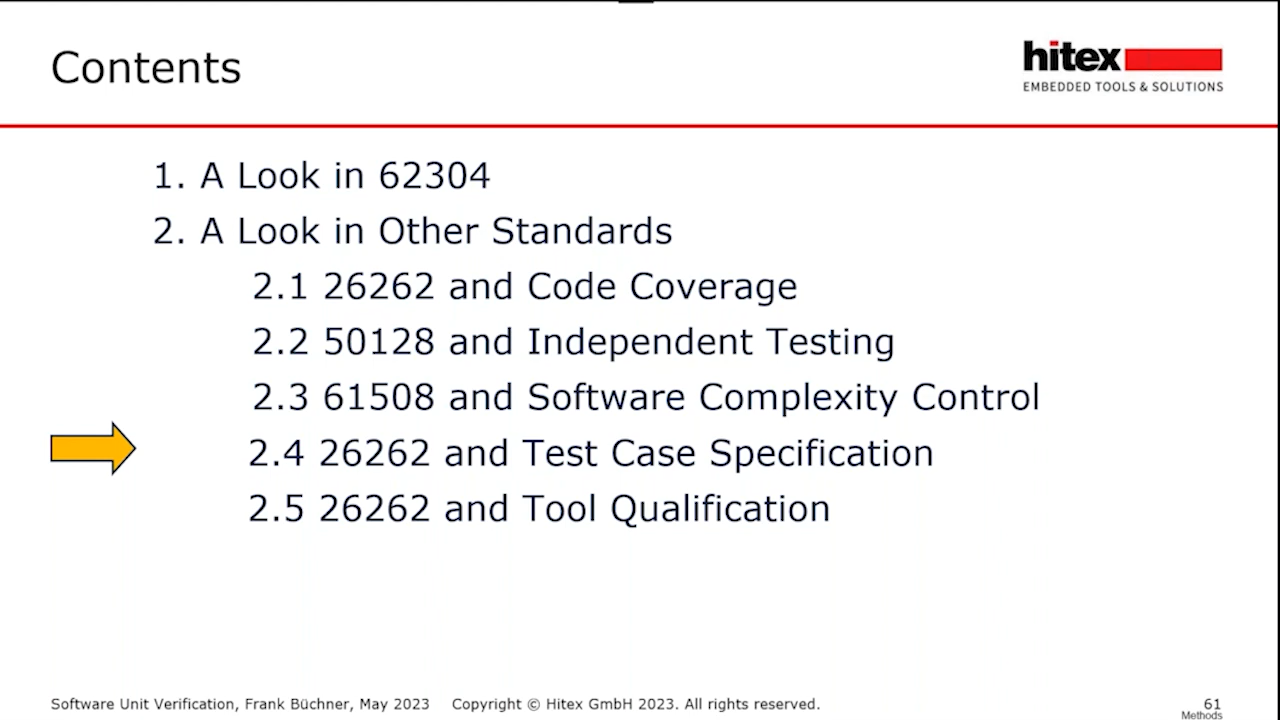 Contents
hitex
EMBEDDED TOOLS & SOLUTIONS
1. A Look in 62304
2. A Look in Other Standards
2.1 26262 and Code Coverage
2.2 50128 and Independent Testing
2.3 61508 and Software Complexity Control
2.4 26262 and Test Case Specification
2.5 26262 and Tool Qualification
Software Unit Verification, Frank Büchner, May 2023 Copyright © Hitex GmbH 2023. All rights reserved. 61
Methods